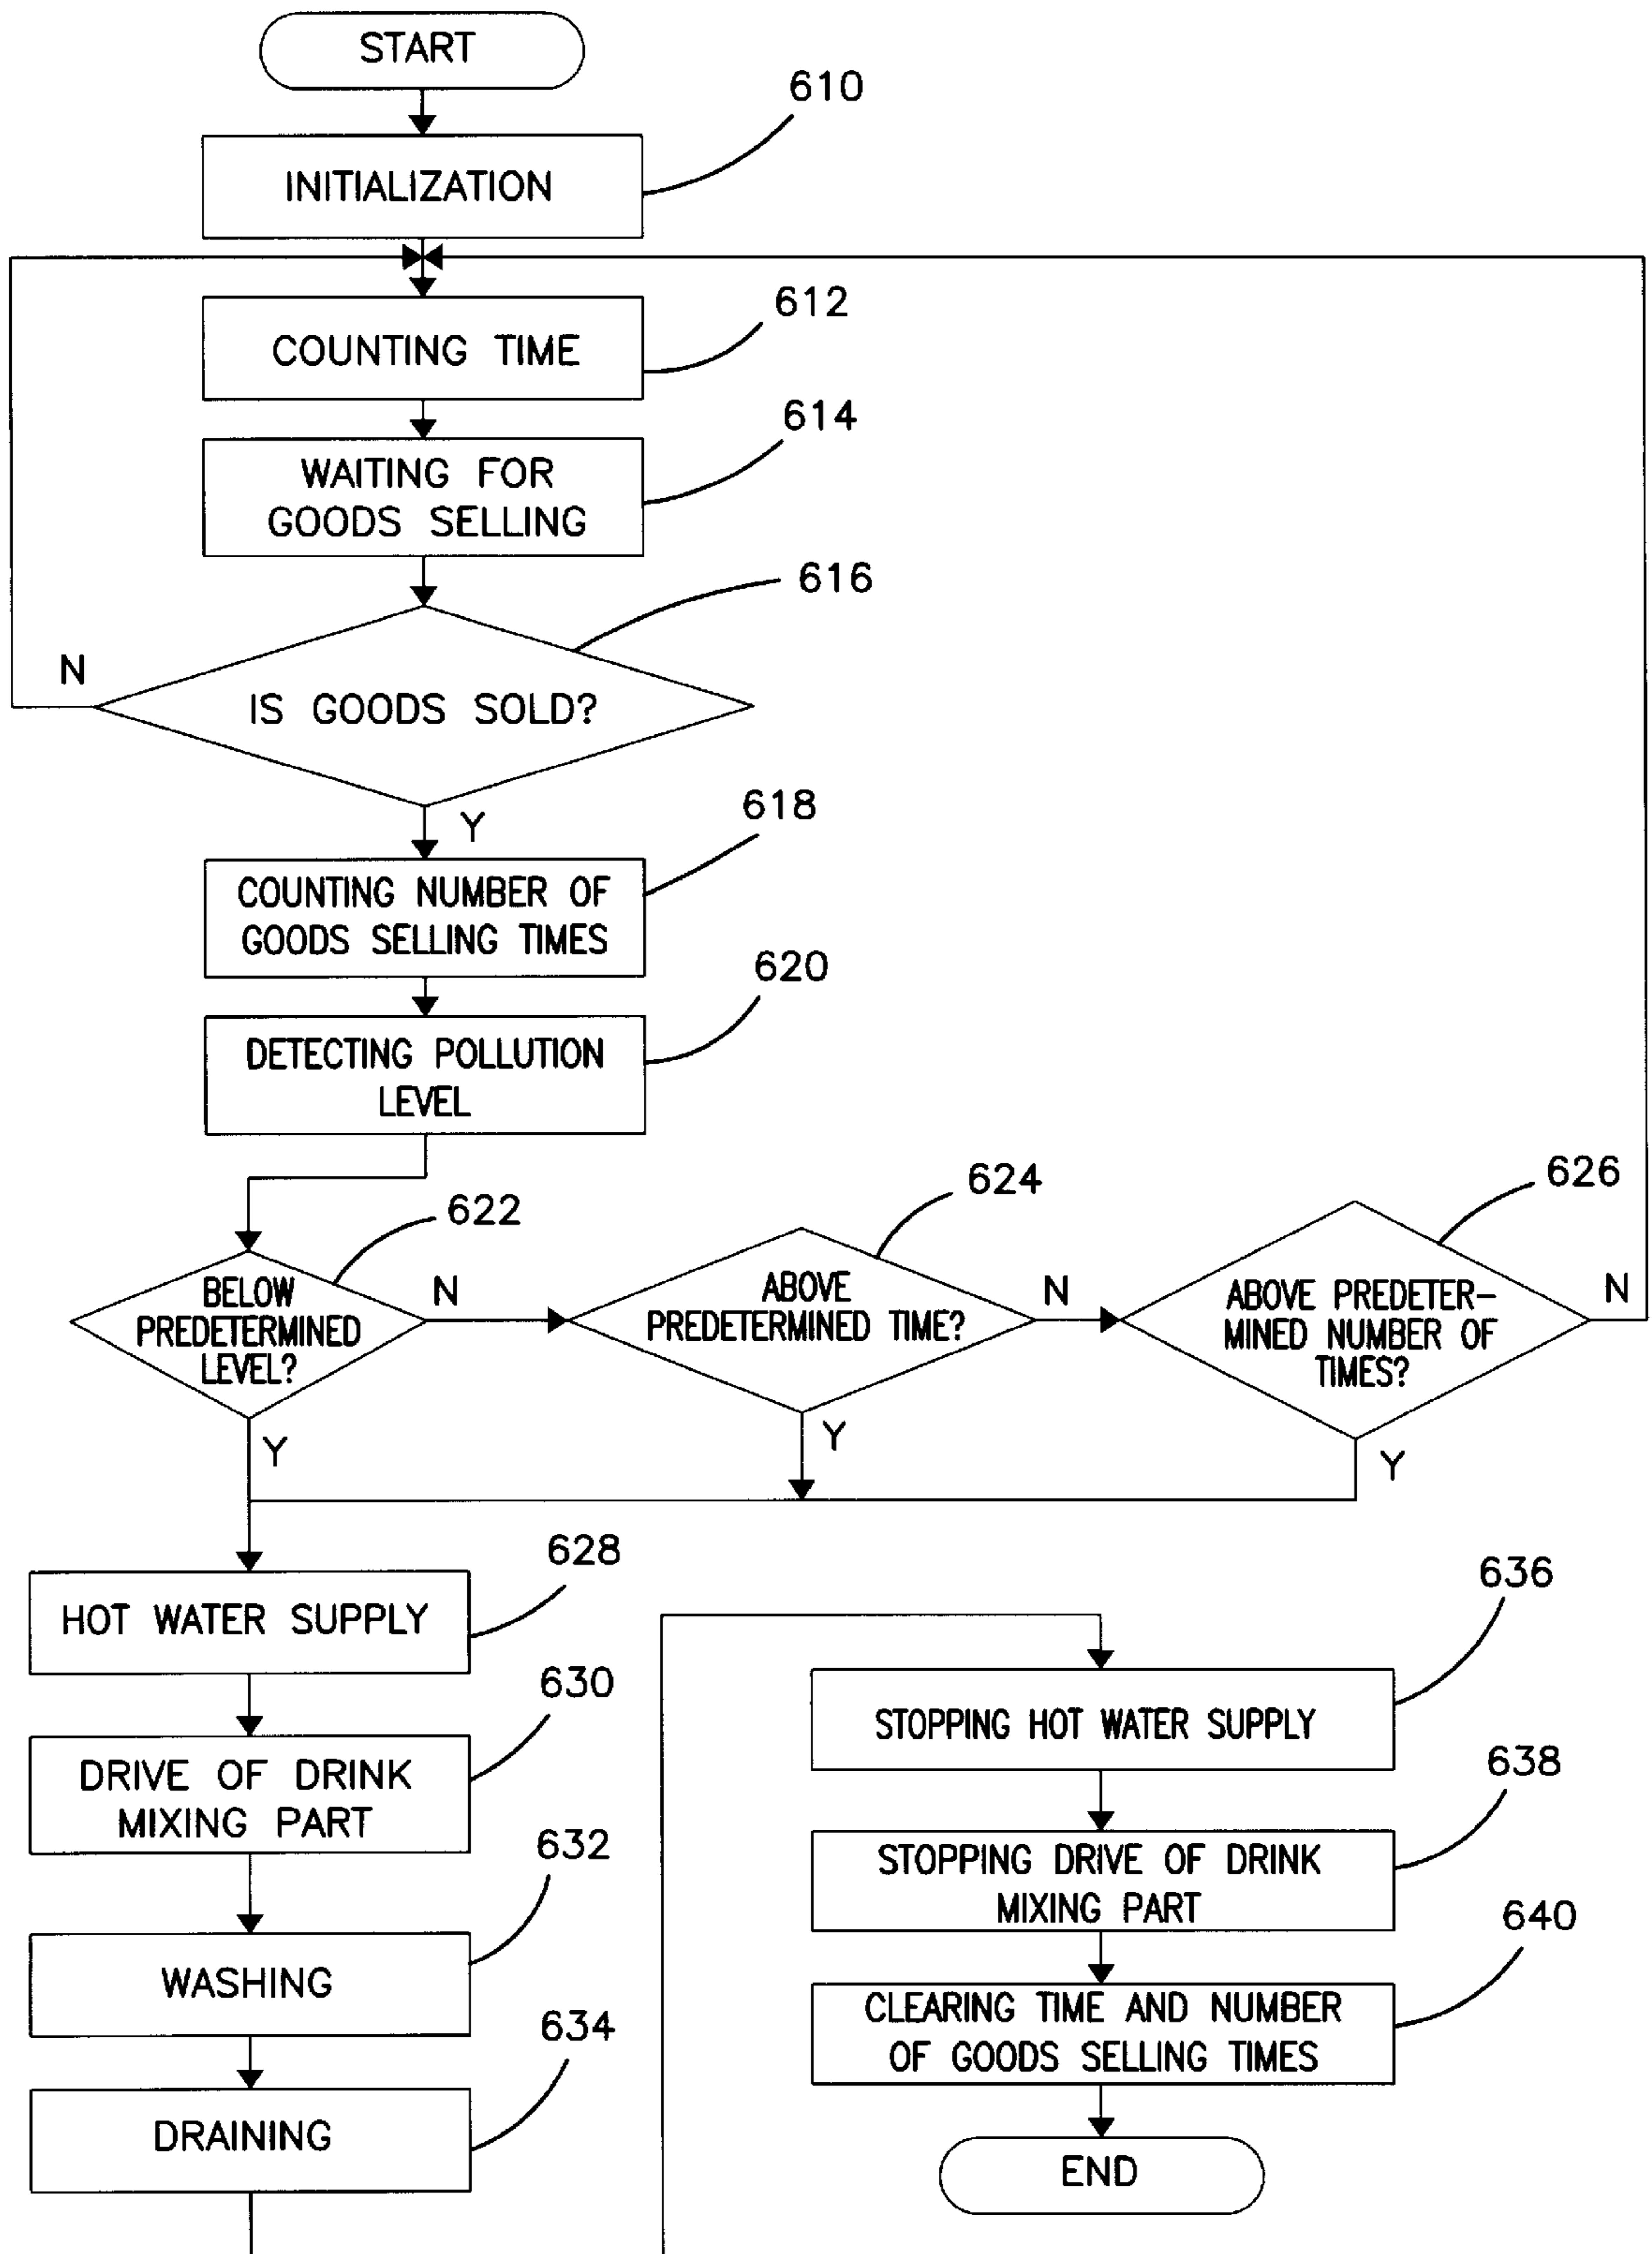 START
610
INITIALIZATION
612
COUNTING TIME
614
WAITING FOR
GOODS SELLING
616
N
IS GOODS SOLD?
Y
618
COUNTING NUMBER OF
GOODS SELLING TIMES
620
DETECTING POLLUTION
LEVEL
622
BELOW
PREDETERMINED
LEVEL?
N
Y
624
ABOVE
PREDETERMINED TIME?
N
Y
626
ABOVE PREDETER-
MINED NUMBER OF
TIMES?
N
Y
628
HOT WATER SUPPLY
630
DRIVE OF DRINK
MIXING PART
632
WASHING
634
DRAINING
636
STOPPING HOT WATER SUPPLY
638
STOPPING DRIVE OF DRINK
MIXING PART
640
CLEARING TIME AND NUMBER
OF GOODS SELLING TIMES
END